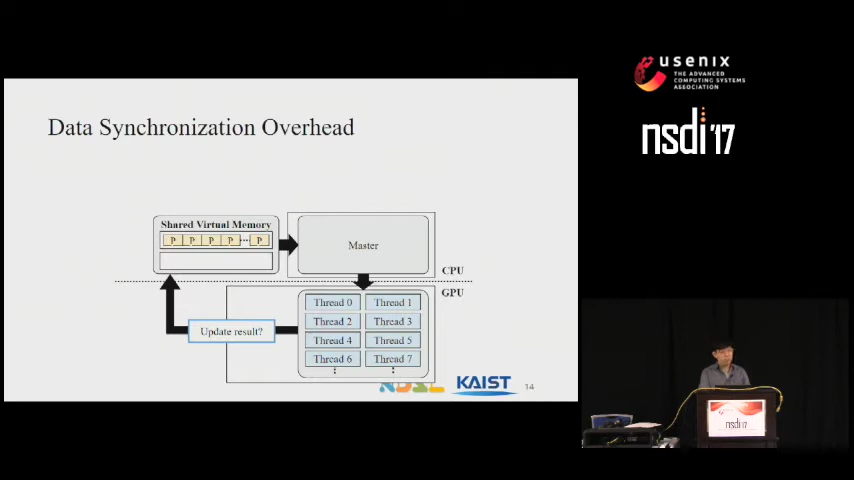 usenix
THE ADVANCED
COMPUTING SYSTEMS
ASSOCIATION
nsdi '17
Data Synchronization Overhead
Shared Virtual Memory
P P P P ... P
Master
CPU
GPU
Thread 0 Thread 1
Thread 2 Thread 3
Update result?
Thread 4 Thread 5
Thread 6 Thread 7
KAIST
14
nsdi '17